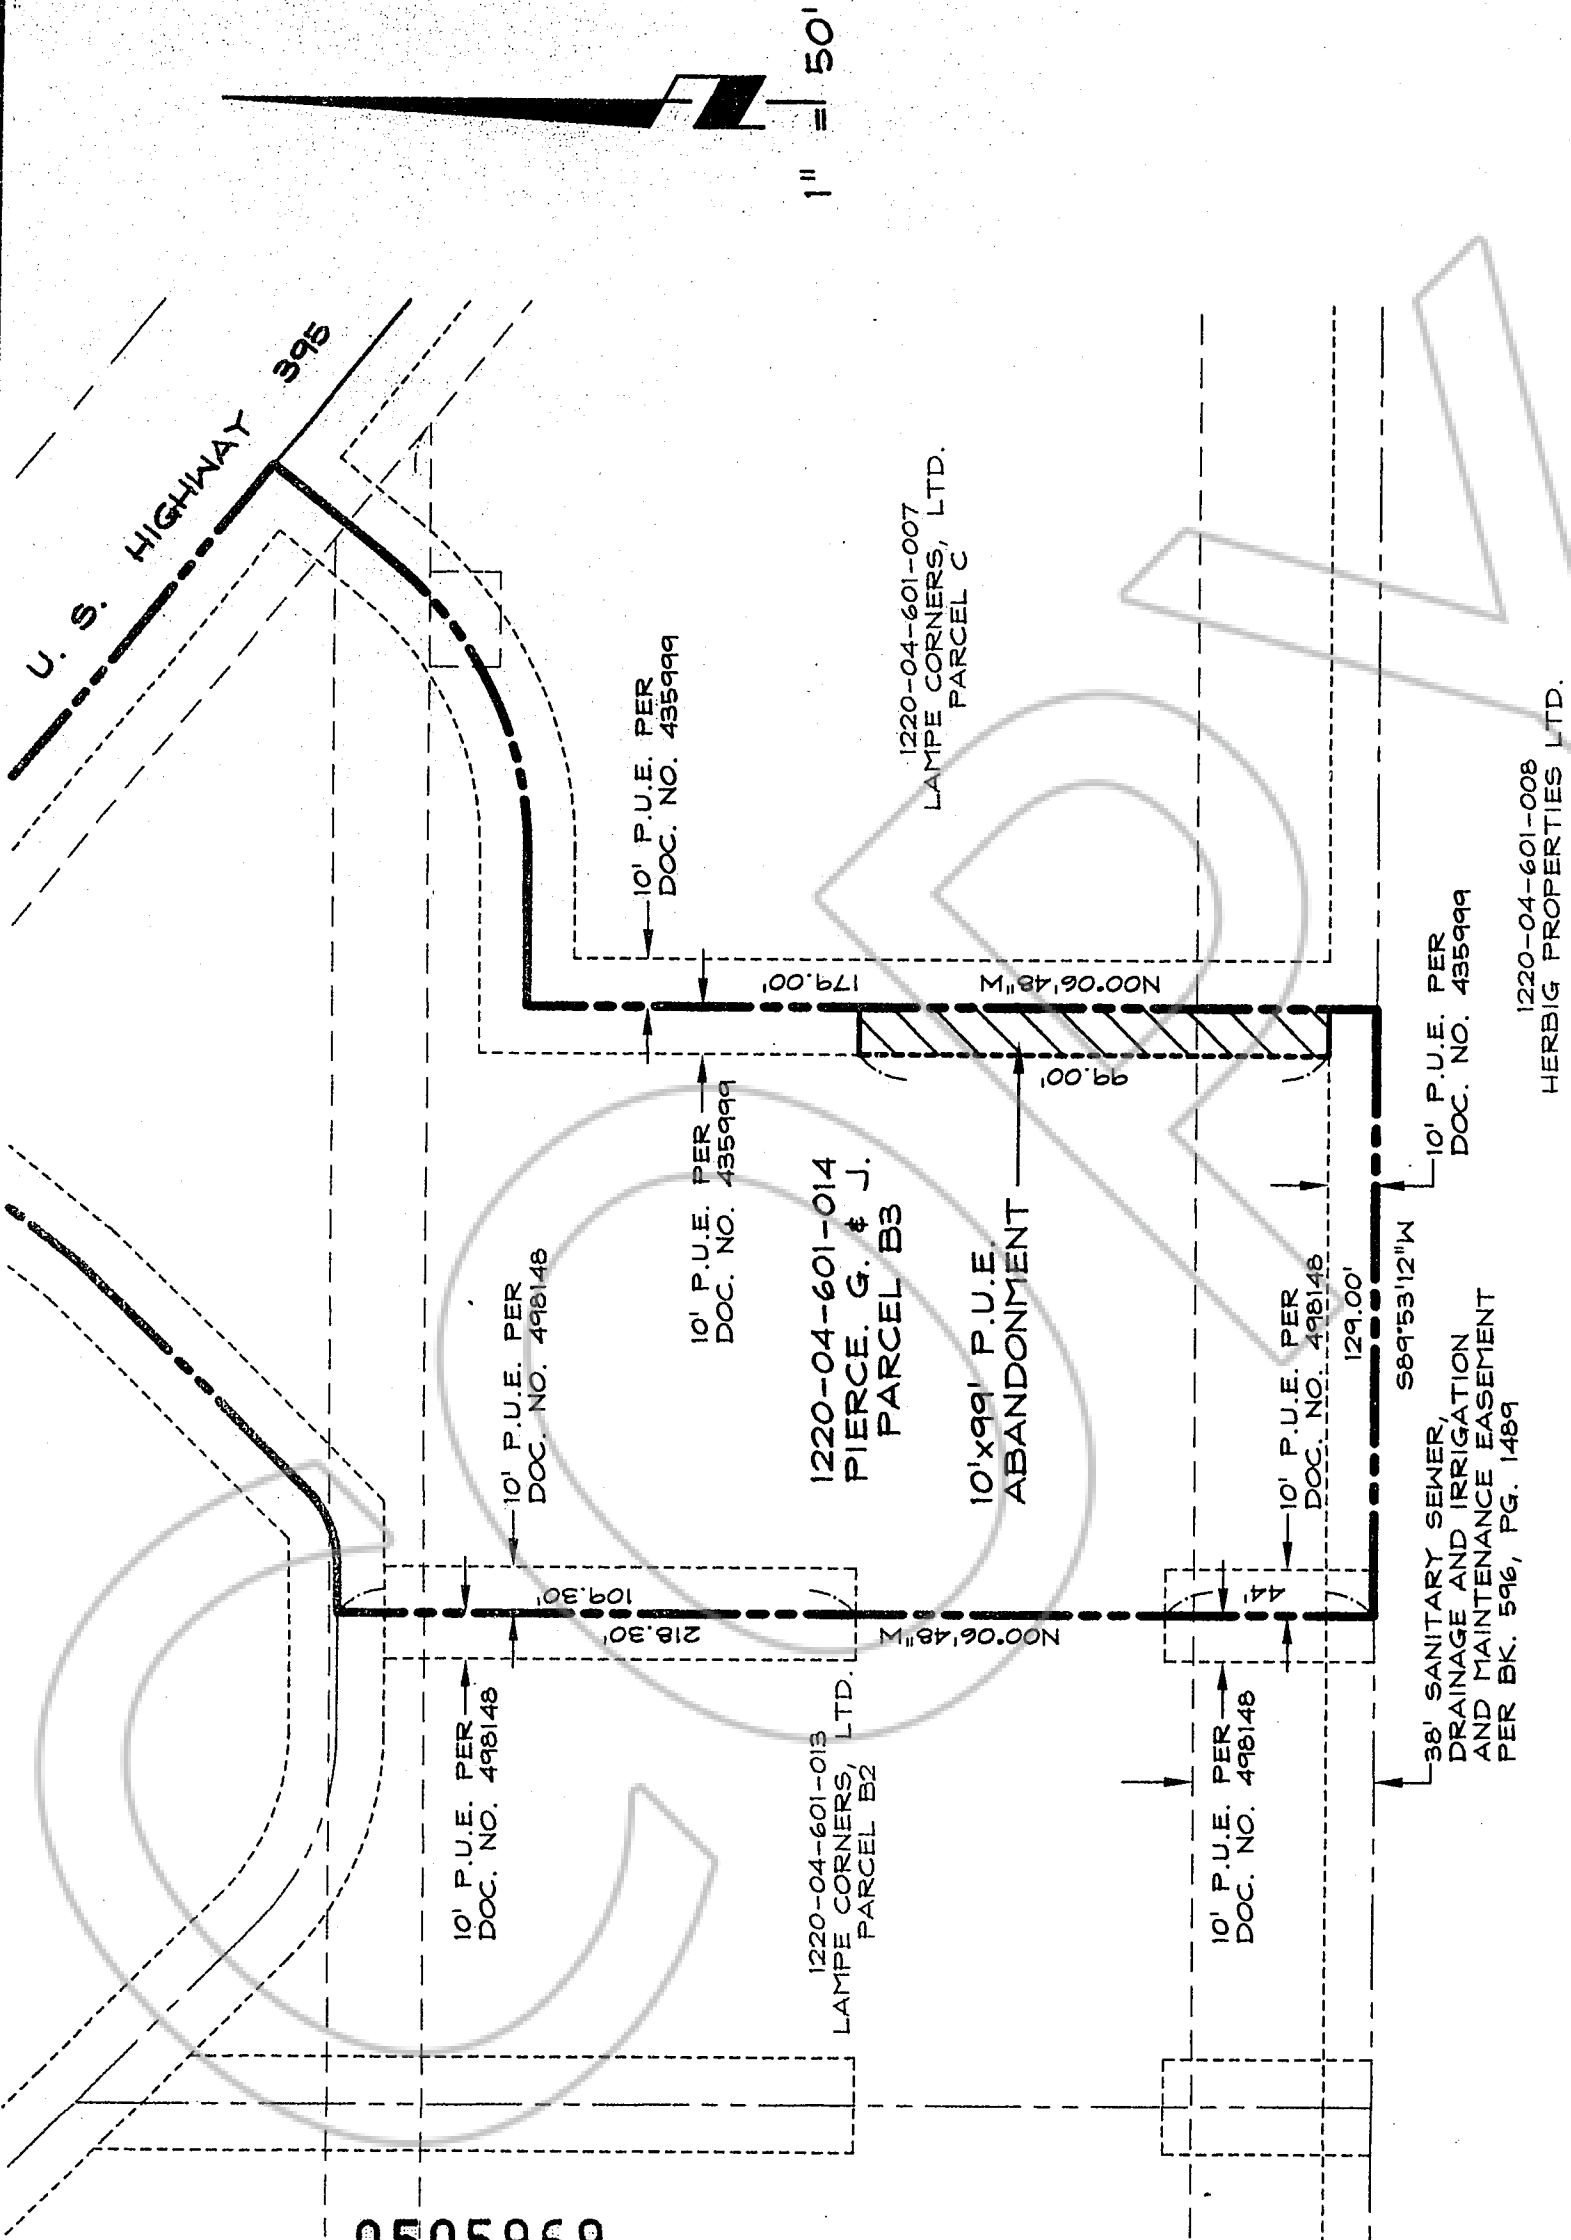 1" = 50'
U. S. HIGHWAY 395
10' P.U.E. PER
DOC. NO. 435999
1220-04-601-007
LAMPE CORNERS, LTD.
PARCEL C
179.00'
N00°06'48"W
99.00'
10' P.U.E. PER
DOC. NO. 435999
1220-04-601-014
PIERCE. G. & J.
PARCEL B3
10'x99' P.U.E.
ABANDONMENT
10' P.U.E. PER
DOC. NO. 435999
1220-04-601-008
HERBIG PROPERTIES LTD.
10' P.U.E. PER
DOC. NO. 498148
10' P.U.E. PER
DOC. NO. 498148
129.00'
S89°53'12"W
109.30'
218.30'
N00°06'48"W
44'
10' P.U.E. PER
DOC. NO. 498148
1220-04-601-013
LAMPE CORNERS, LTD.
PARCEL B2
10' P.U.E. PER
DOC. NO. 498148
38' SANITARY SEWER,
DRAINAGE AND IRRIGATION
AND MAINTENANCE EASEMENT
PER BK. 596, PG. 1489
0505969
COPY